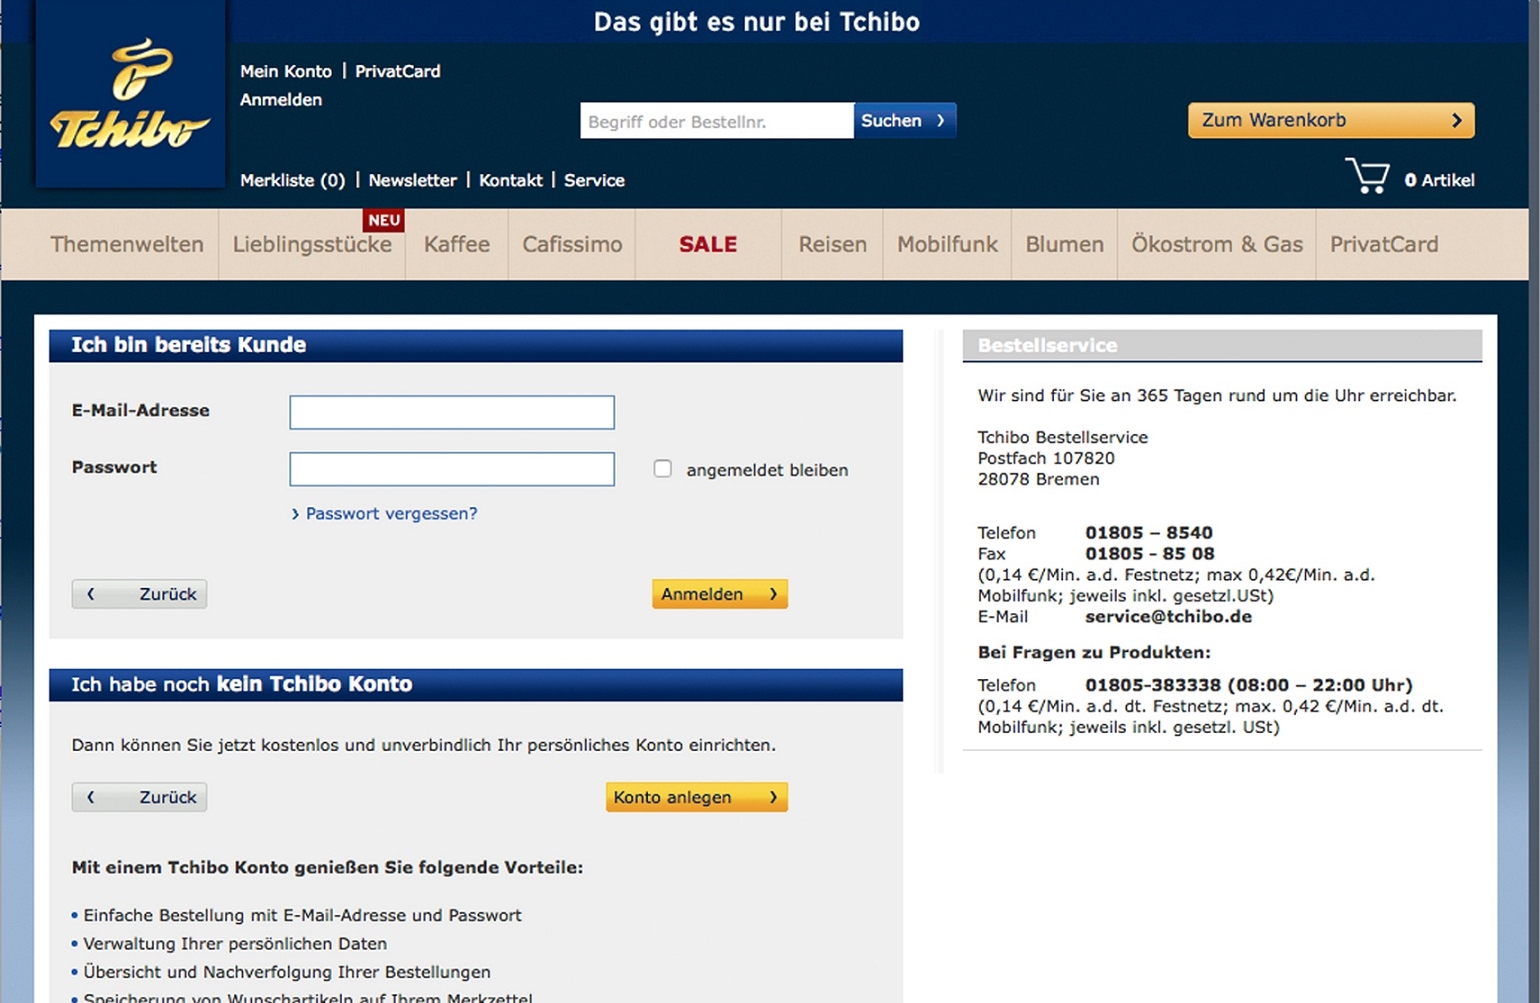 Das gibt es nur bei Tchibo
Tchibo
Mein Konto | PrivatCard
Anmelden
Begriff oder Bestellnr.
Suchen
Zum Warenkorb
Merkliste (0) | Newsletter | Kontakt | Service
0 Artikel
NEU
Themenwelten
Lieblingsstücke
Kaffee
Cafissimo
SALE
Reisen
Mobilfunk
Blumen
Ökostrom & Gas
PrivatCard
Ich bin bereits Kunde
E-Mail-Adresse
Passwort
angemeldet bleiben
Passwort vergessen?
Zurück
Anmelden
Ich habe noch kein Tchibo Konto
Dann können Sie jetzt kostenlos und unverbindlich Ihr persönliches Konto einrichten.
Zurück
Konto anlegen
Mit einem Tchibo Konto genießen Sie folgende Vorteile:
• Einfache Bestellung mit E-Mail-Adresse und Passwort
• Verwaltung Ihrer persönlichen Daten
• Übersicht und Nachverfolgung Ihrer Bestellungen
• Speicherung von Wunschartikeln auf Ihrem Merkzettel
Bestellservice
Wir sind für Sie an 365 Tagen rund um die Uhr erreichbar.
Tchibo Bestellservice
Postfach 107820
28078 Bremen
Telefon 01805 – 8540
Fax 01805 - 85 08
(0,14 €/Min. a.d. Festnetz; max 0,42€/Min. a.d.
Mobilfunk; jeweils inkl. gesetzl.USt)
E-Mail service@tchibo.de
Bei Fragen zu Produkten:
Telefon 01805-383338 (08:00 – 22:00 Uhr)
(0,14 €/Min. a.d. dt. Festnetz; max. 0,42 €/Min. a.d. dt.
Mobilfunk; jeweils inkl. gesetzl. USt)